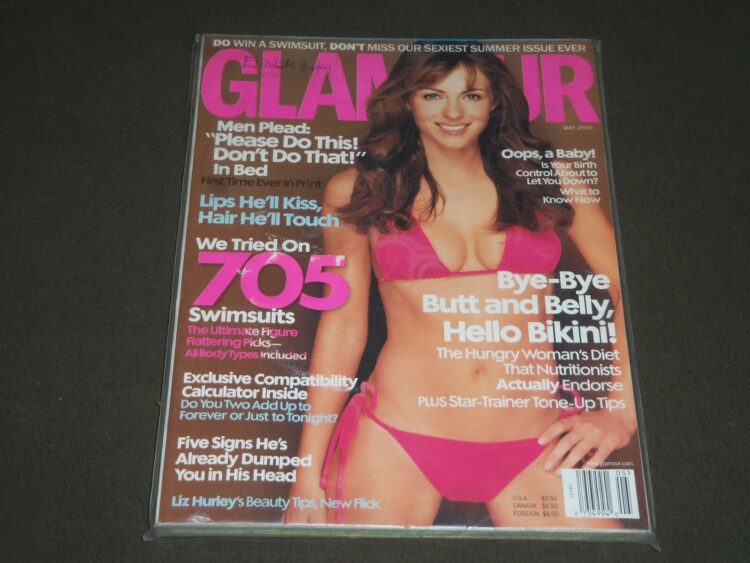 DO WIN A SWIMSUIT, DON'T MISS OUR SEXIEST SUMMER ISSUE EVER
GLAMOUR
Elizabeth Hurley
MAY 2000
Men Plead:
"Please Do This!
Don't Do That!"
In Bed
First Time Ever in Print
Lips He'll Kiss,
Hair He'll Touch
We Tried On
705
Swimsuits
The Ultimate Figure
Flattering Picks—
All Body Types Included
Exclusive Compatibility
Calculator Inside
Do You Two Add Up to
Forever or Just to Tonight?
Five Signs He's
Already Dumped
You in His Head
Liz Hurley's Beauty Tips, New Flick
Oops, a Baby!
Is Your Birth
Control About to
Let You Down?
What to
Know Now
Bye-Bye
Butt and Belly,
Hello Bikini!
The Hungry Woman's Diet
That Nutritionists
Actually Endorse
PLUS Star-Trainer Tone-Up Tips
www.glamour.com
U.S.A. $3.50
CANADA $4.50
FOREIGN $4.50
05>